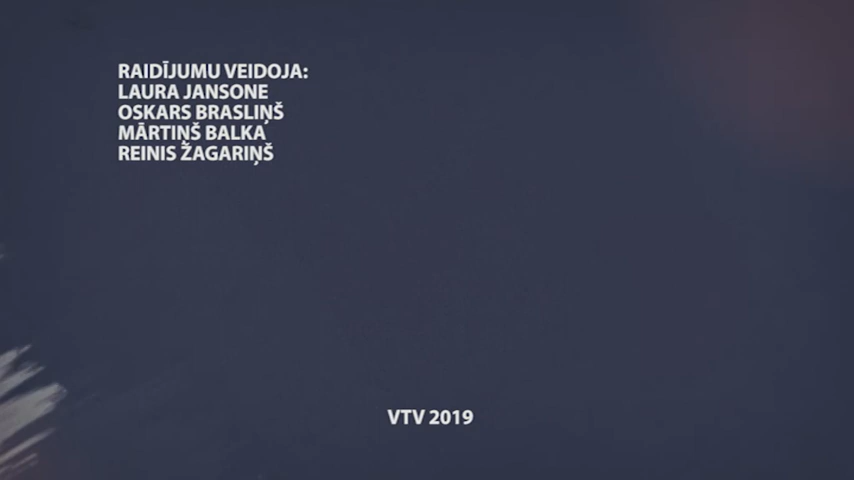 RAIDĪJUMU VEIDOJA:
LAURA JANSONE
OSKARS BRASLIŅŠ
MĀRTIŅŠ BALKA
REINIS ŽAGARIŅŠ
VTV 2019